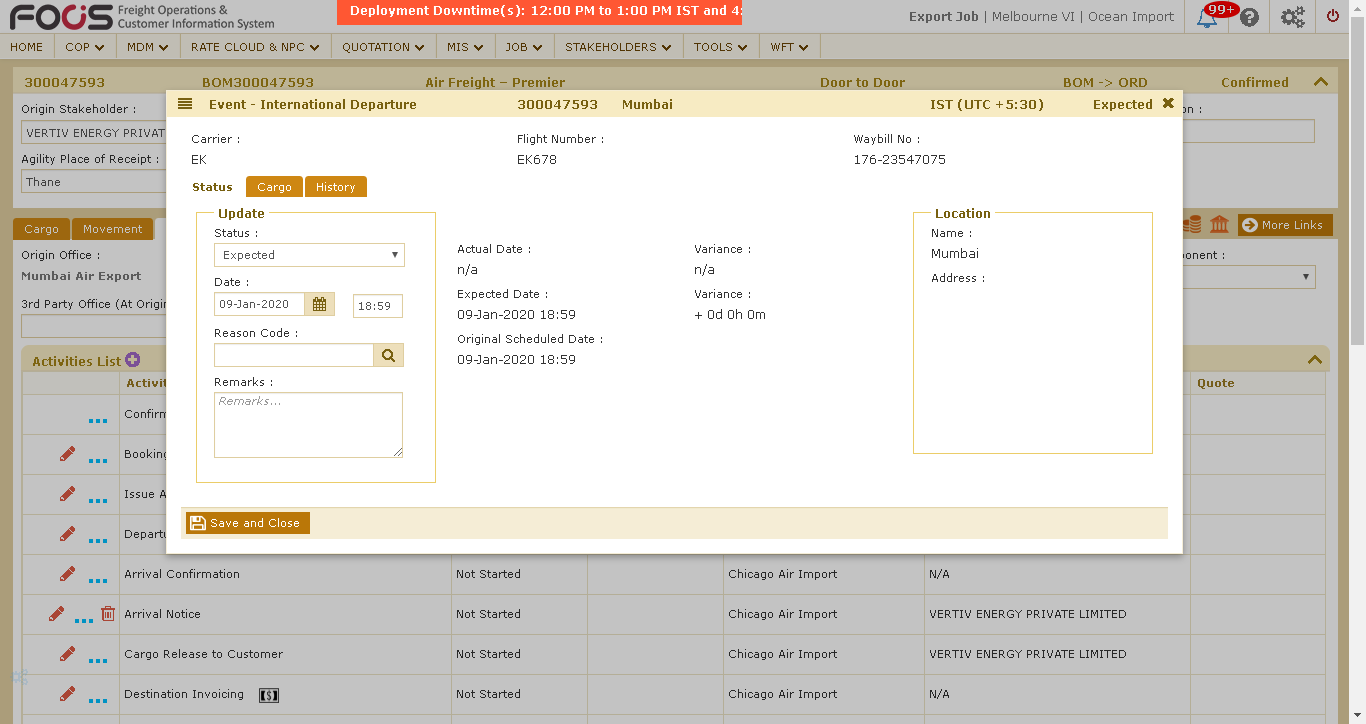 FOCUS Freight Operations &
Customer Information System
Deployment Downtime(s): 12:00 PM to 1:00 PM IST and 4:
Export Job | Melbourne VI | Ocean Import
99+
HOME COP MDM RATE CLOUD & NPC QUOTATION MIS JOB STAKEHOLDERS TOOLS WFT
300047593 BOM300047593 Air Freight – Premier Door to Door BOM -> ORD Confirmed
Origin Stakeholder :
VERTIV ENERGY PRIVAT
Agility Place of Receipt :
Thane
Event - International Departure 300047593 Mumbai IST (UTC +5:30) Expected
Carrier : Flight Number : Waybill No :
EK EK678 176-23547075
Status Cargo History
Update
Status :
Expected
Date :
09-Jan-2020 18:59
Reason Code :
Remarks :
Remarks...
Actual Date : Variance :
n/a n/a
Expected Date : Variance :
09-Jan-2020 18:59 + 0d 0h 0m
Original Scheduled Date :
09-Jan-2020 18:59
Location
Name :
Mumbai
Address :
Save and Close
Cargo Movement More Links
Origin Office :
Mumbai Air Export
3rd Party Office (At Origi
Activities List
Activit Quote
Confirm
Booking
Issue A
Departu
Arrival Confirmation Not Started Chicago Air Import N/A
Arrival Notice Not Started Chicago Air Import VERTIV ENERGY PRIVATE LIMITED
Cargo Release to Customer Not Started Chicago Air Import VERTIV ENERGY PRIVATE LIMITED
Destination Invoicing Not Started Chicago Air Import N/A